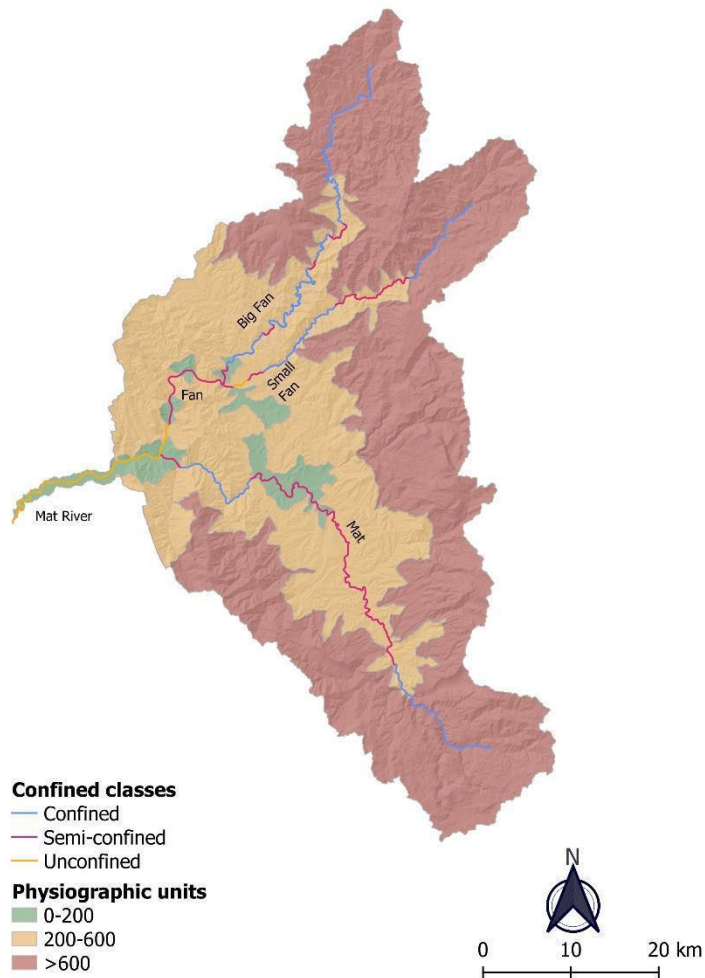 Big Fan
Small
Fan
Fan
Mat River
Mat
Confined classes
Confined
Semi-confined
Unconfined
Physiographic units
0-200
200-600
>600
N
0 10 20 km